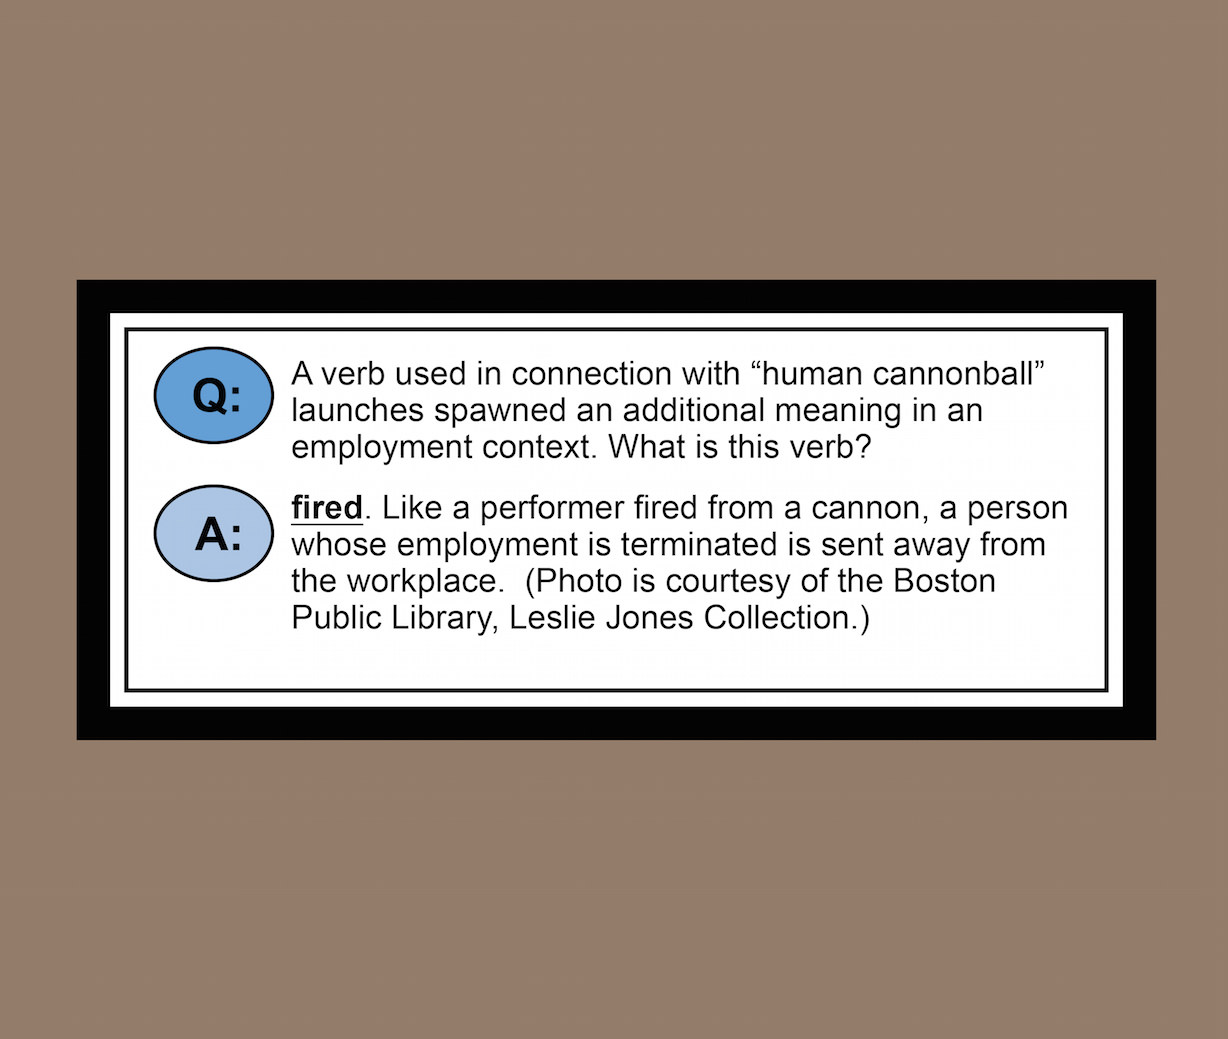 Q:
A verb used in connection with “human cannonball”
launches spawned an additional meaning in an
employment context. What is this verb?
A:
fired. Like a performer fired from a cannon, a person
whose employment is terminated is sent away from
the workplace.  (Photo is courtesy of the Boston
Public Library, Leslie Jones Collection.)